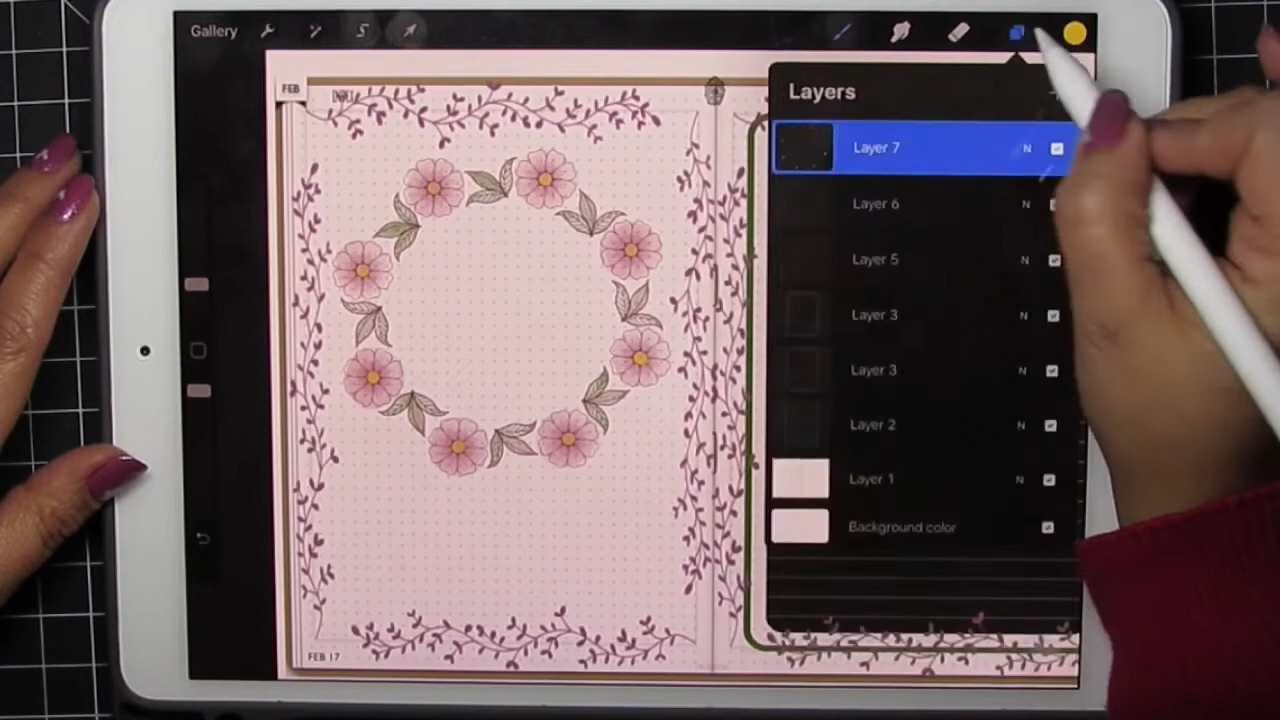 Gallery
FEB
Layers
Layer 7 N
Layer 6 N
Layer 5 N
Layer 3 N
Layer 3 N
Layer 2 N
Layer 1 N
Background color
FEB 17